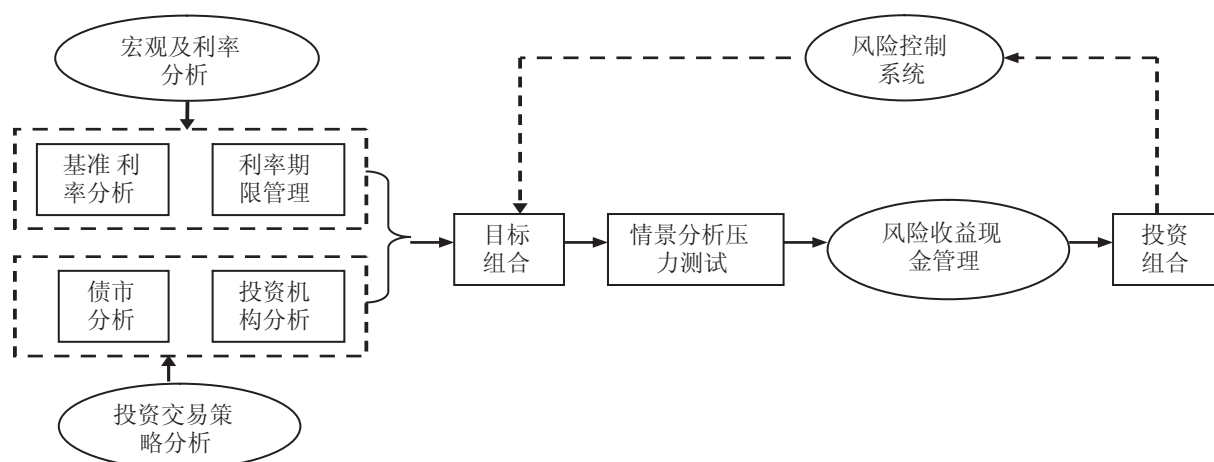 宏观及利率
分析
风险控制
系统
基准 利
率分析
利率期
限管理
目标
组合
情景分析压
力测试
风险收益现
金管理
投资
组合
债市
分析
投资机
构分析
投资交易策
略分析